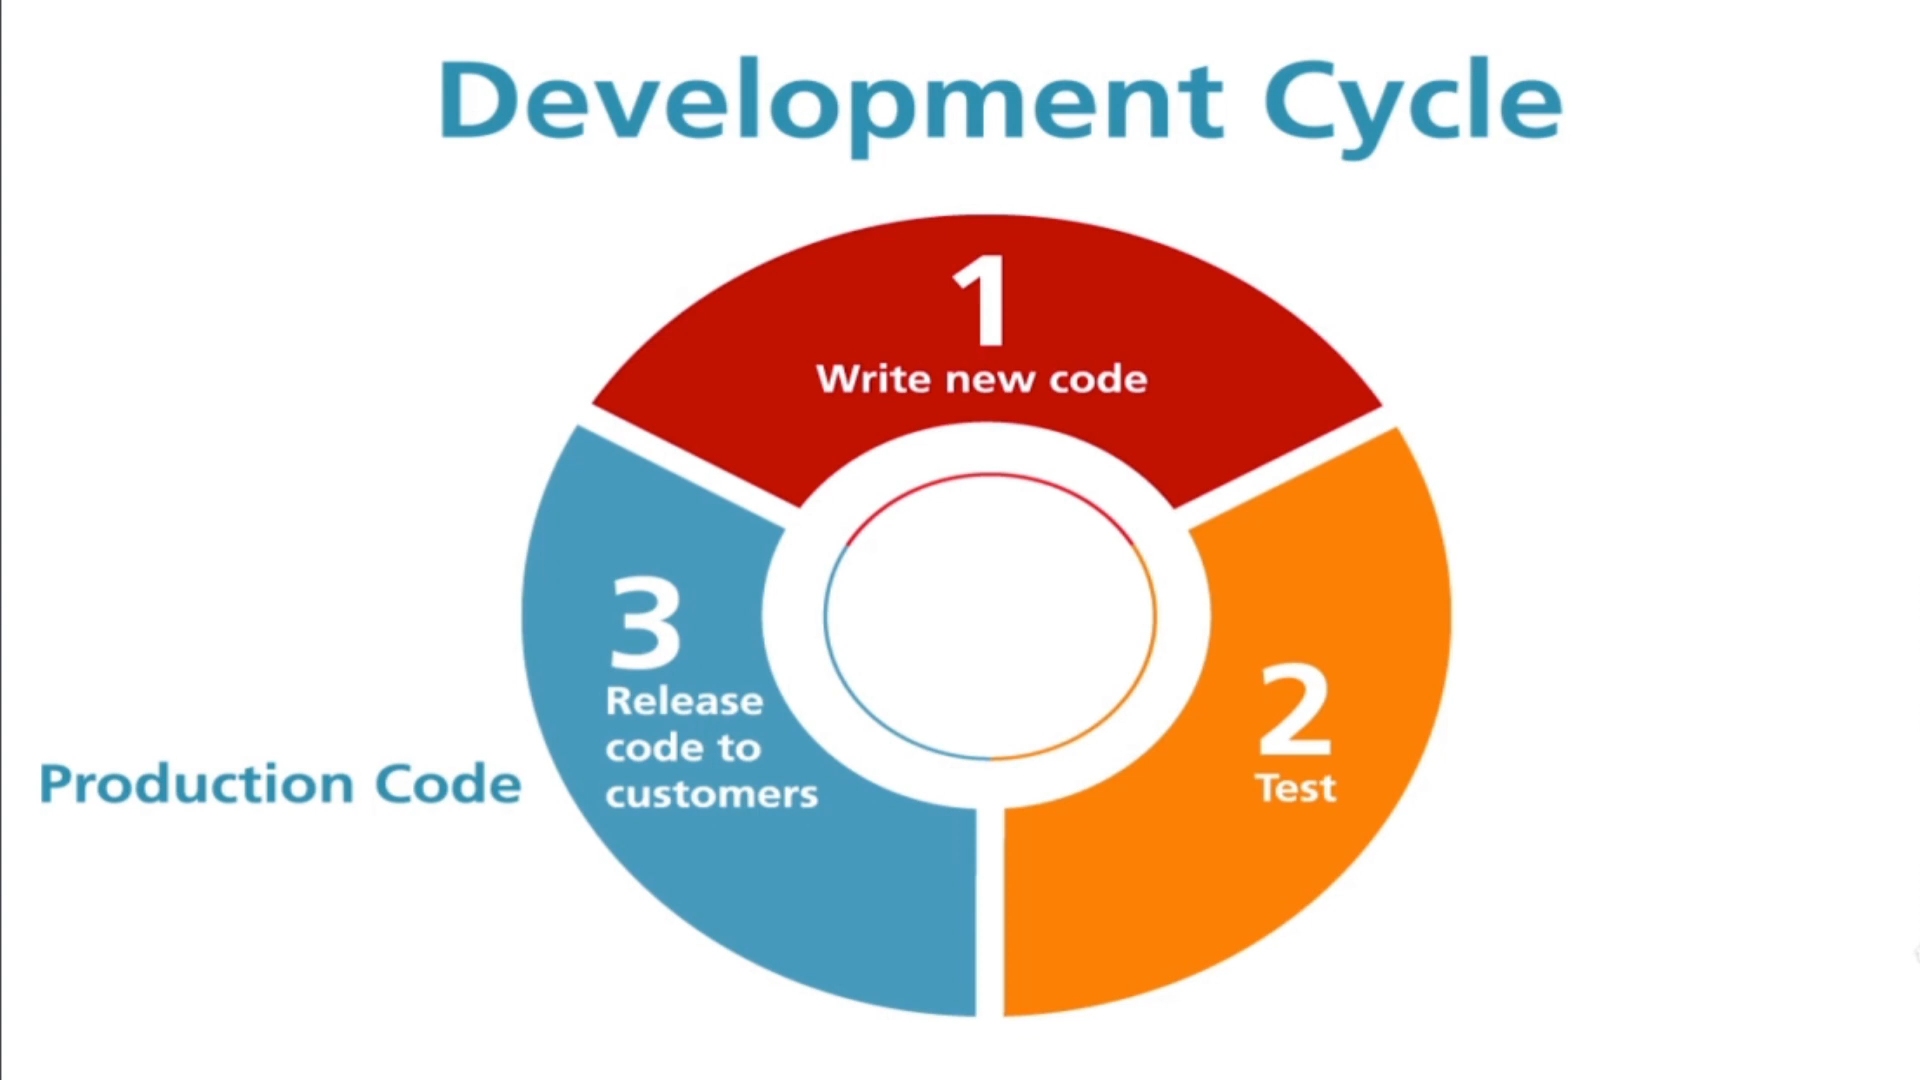 Development Cycle
1
Write new code
2
Test
3
Release
code to
customers
Production Code